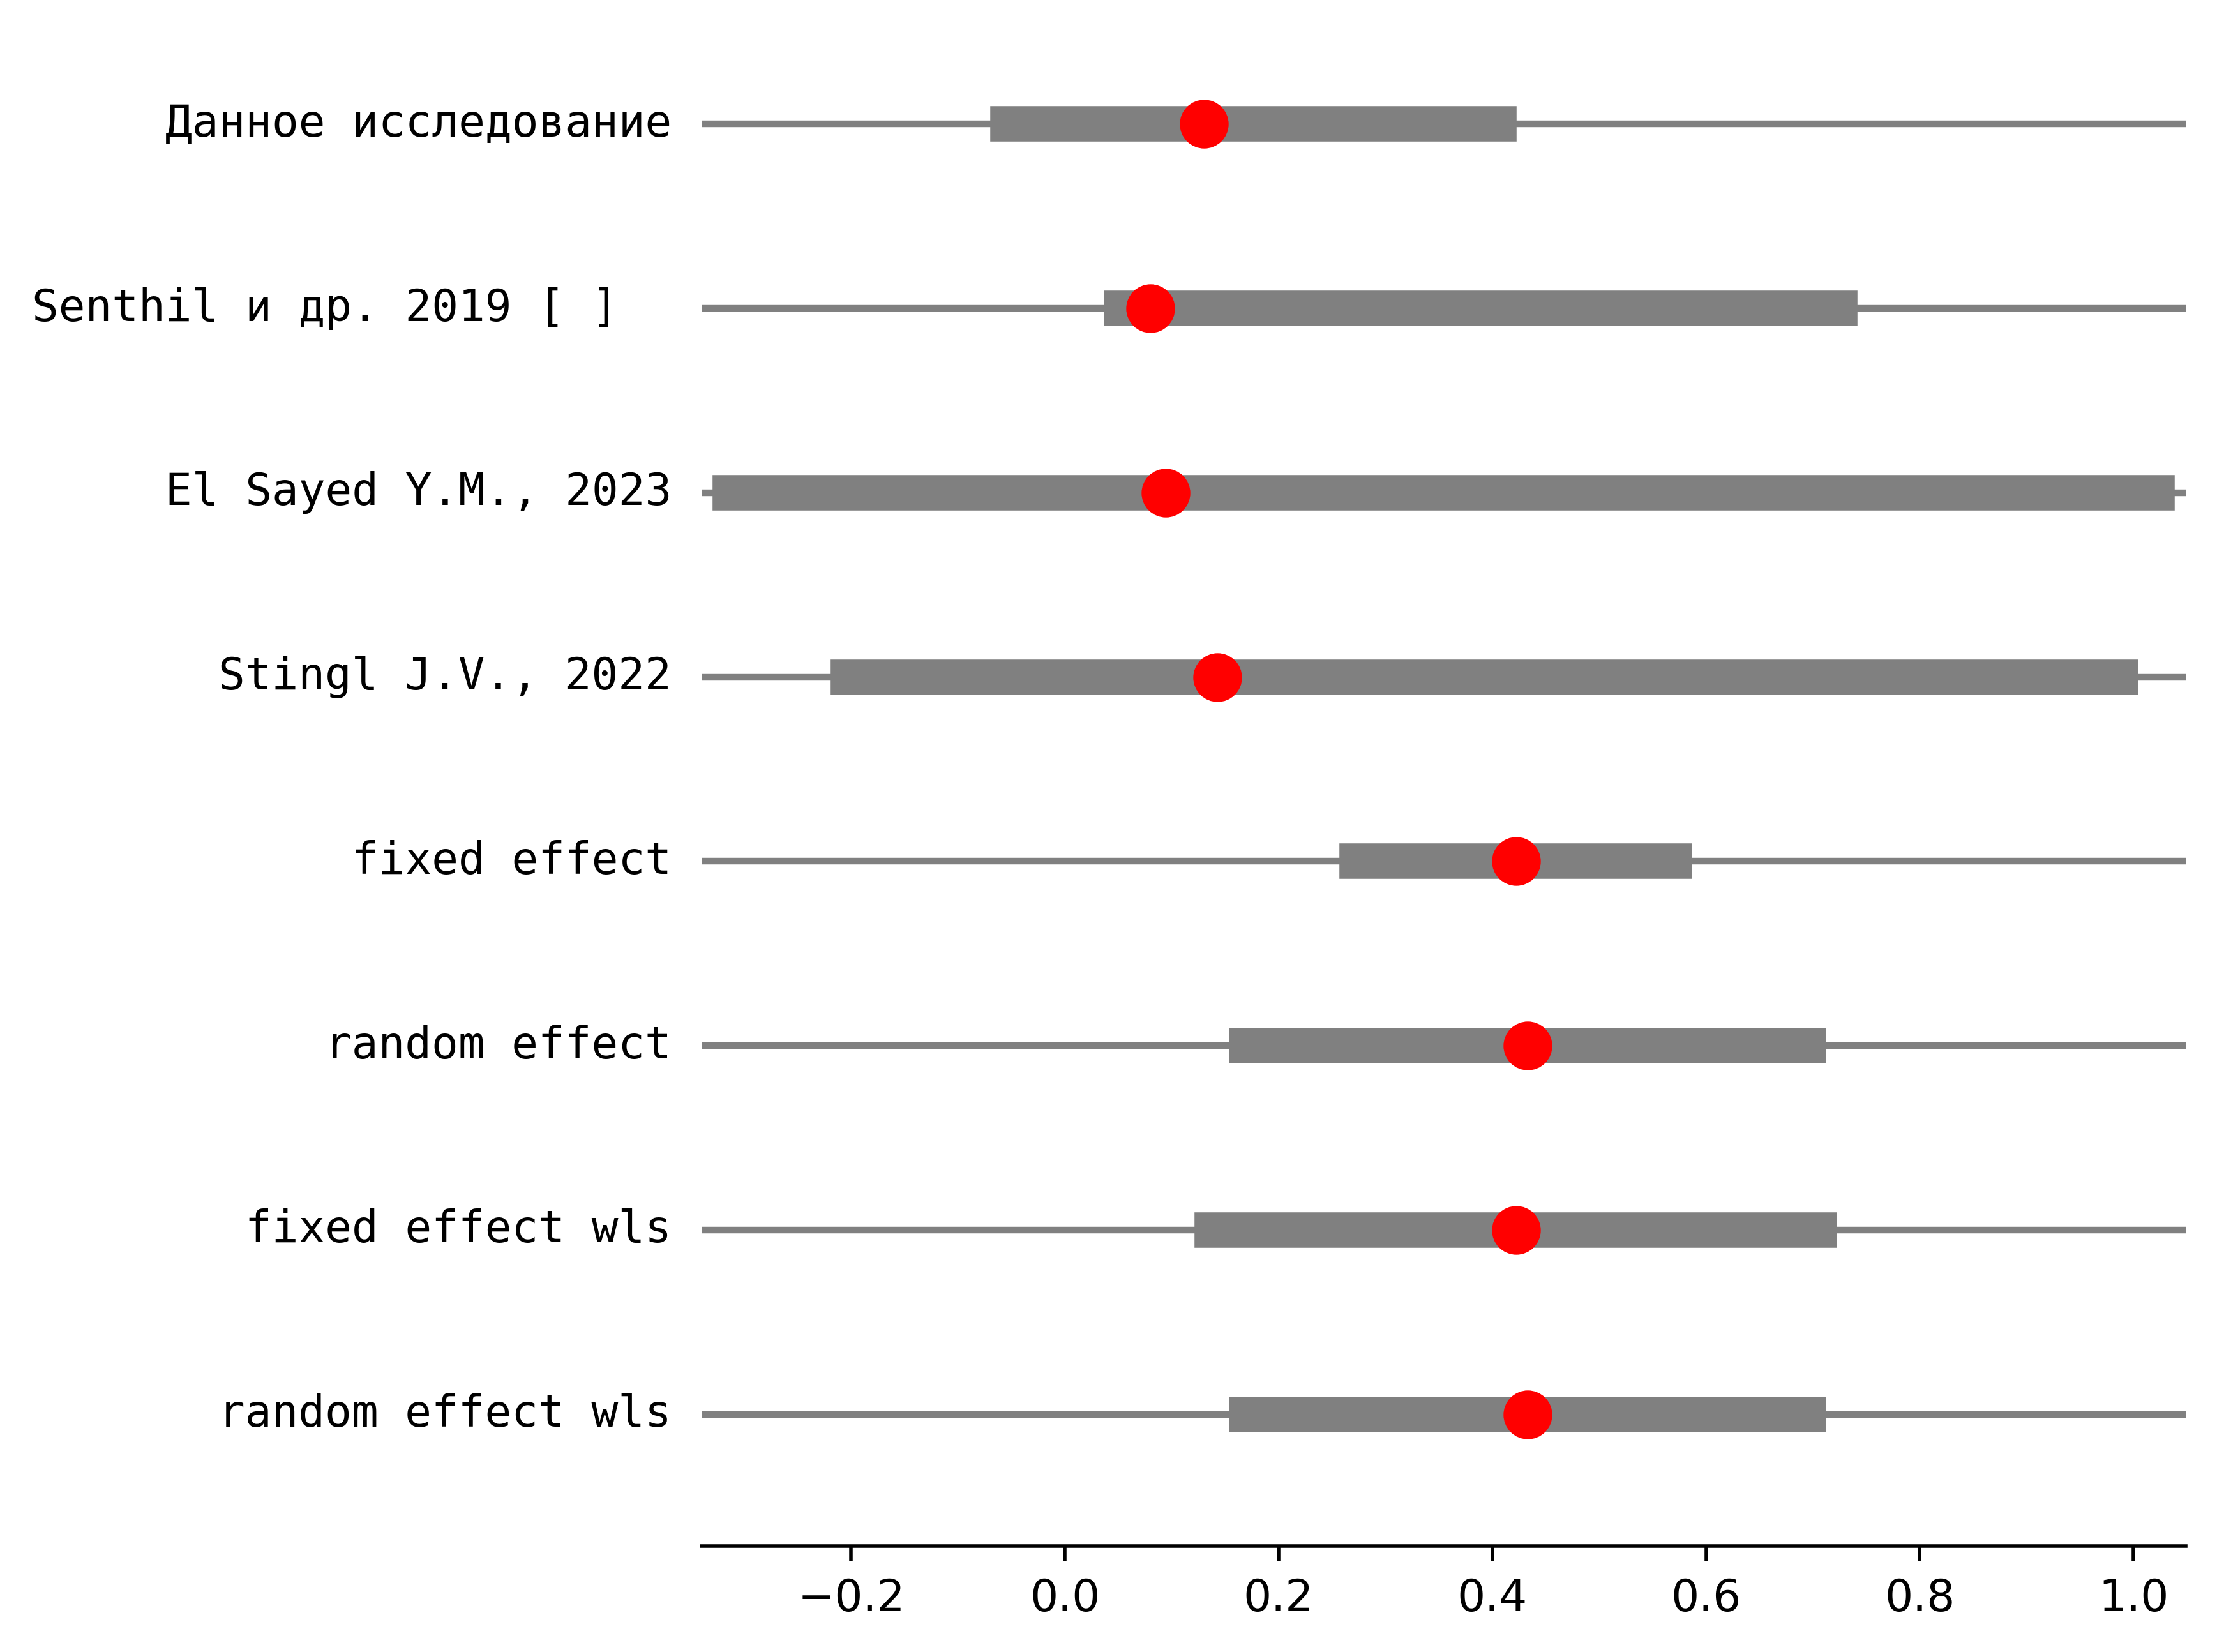 Данное исследование
Senthil и др. 2019 [ ]
El Sayed Y.M., 2023
Stingl J.V., 2022
fixed effect
random effect
fixed effect wls
random effect wls
−0.2 0.0 0.2 0.4 0.6 0.8 1.0